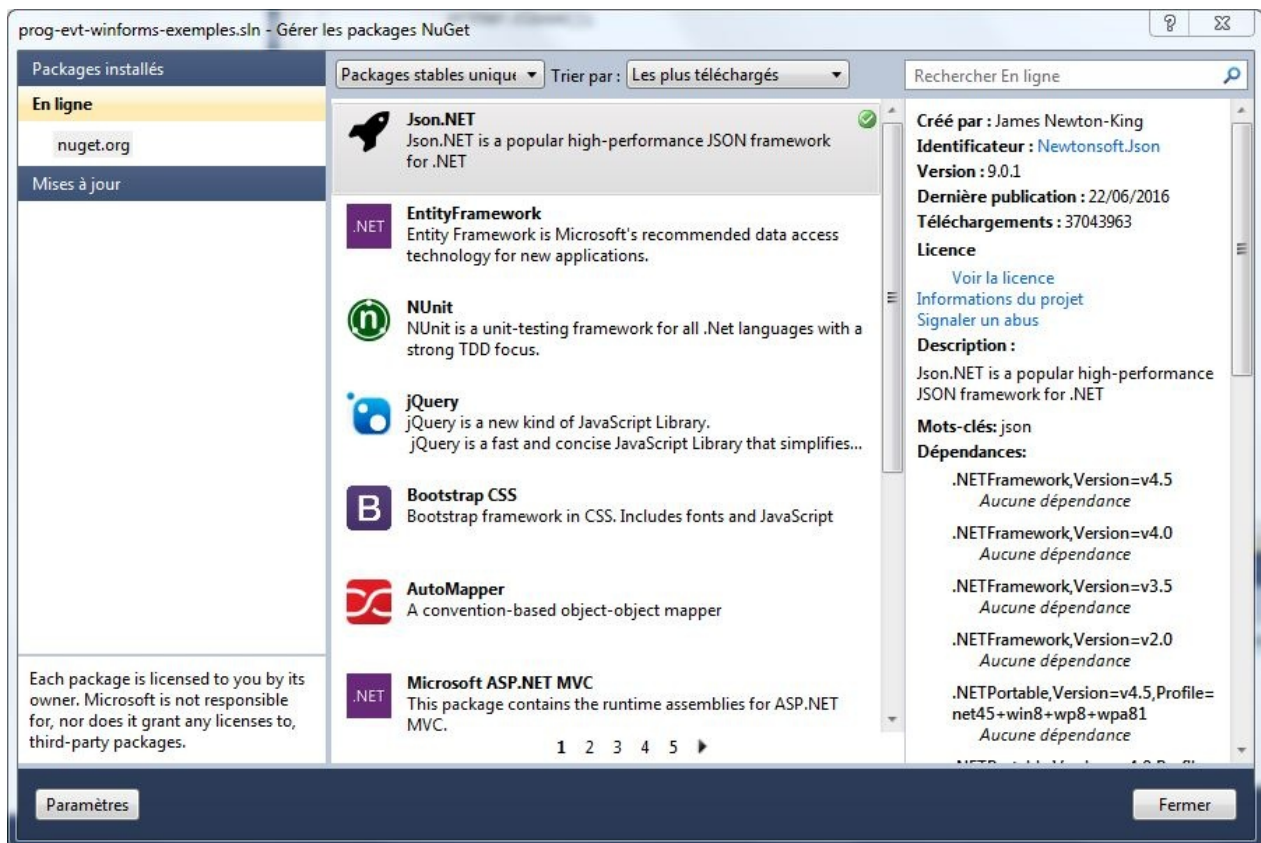 prog-evt-winforms-exemples.sln - Gérer les packages NuGet
Packages installés
En ligne
nuget.org
Mises à jour
Each package is licensed to you by its
owner. Microsoft is not responsible
for, nor does it grant any licenses to,
third-party packages.
Packages stables unique
Trier par : Les plus téléchargés
Json.NET
Json.NET is a popular high-performance JSON framework
for .NET
.NET
EntityFramework
Entity Framework is Microsoft's recommended data access
technology for new applications.
n
NUnit
NUnit is a unit-testing framework for all .Net languages with a
strong TDD focus.
jQuery
jQuery is a new kind of JavaScript Library.
jQuery is a fast and concise JavaScript Library that simplifies...
B
Bootstrap CSS
Bootstrap framework in CSS. Includes fonts and JavaScript
AutoMapper
A convention-based object-object mapper
.NET
Microsoft ASP.NET MVC
This package contains the runtime assemblies for ASP.NET
MVC.
1 2 3 4 5
Rechercher En ligne
Créé par : James Newton-King
Identificateur : Newtonsoft.Json
Version : 9.0.1
Dernière publication : 22/06/2016
Téléchargements : 37043963
Licence
Voir la licence
Informations du projet
Signaler un abus
Description :
Json.NET is a popular high-performance
JSON framework for .NET
Mots-clés: json
Dépendances:
.NETFramework,Version=v4.5
Aucune dépendance
.NETFramework,Version=v4.0
Aucune dépendance
.NETFramework,Version=v3.5
Aucune dépendance
.NETFramework,Version=v2.0
Aucune dépendance
.NETPortable,Version=v4.5,Profile=
net45+win8+wp8+wpa81
Aucune dépendance
Paramètres
Fermer